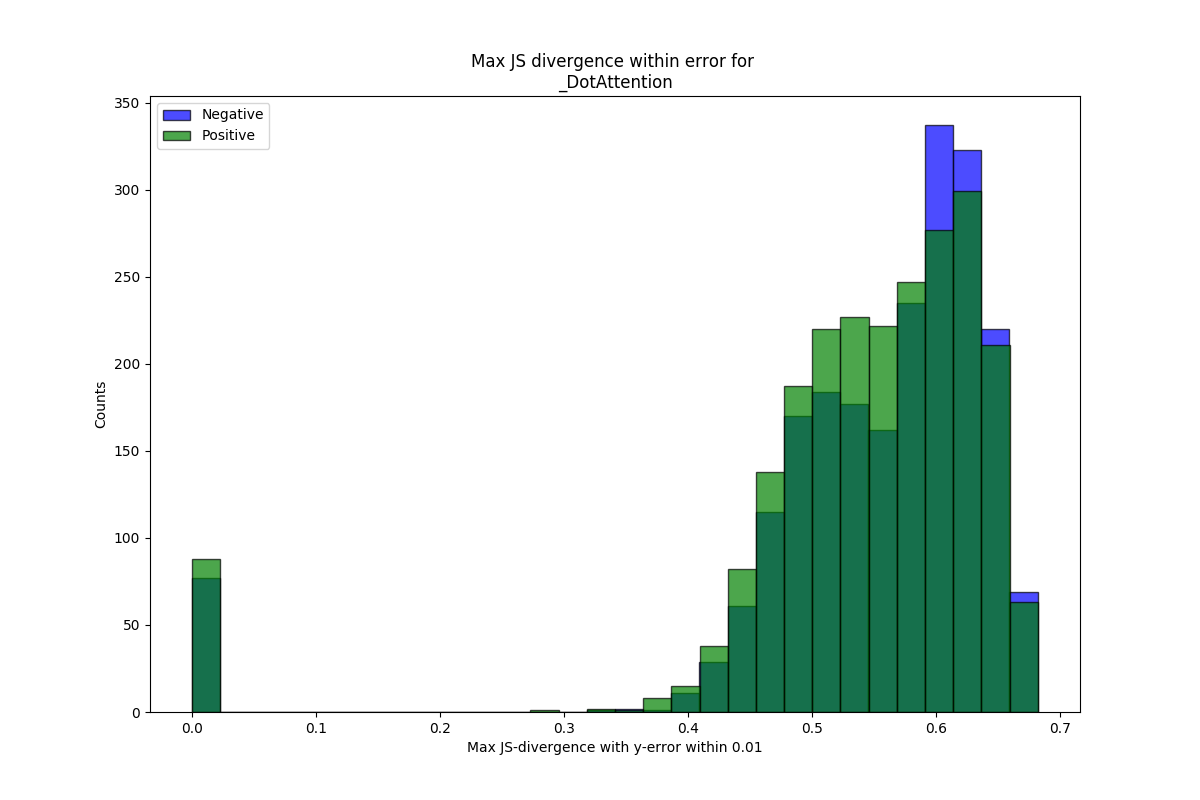 Max JS divergence within error for
_DotAttention
Negative
Positive
350
300
250
200
150
100
50
0
Counts
0.0 0.1 0.2 0.3 0.4 0.5 0.6 0.7
Max JS-divergence with y-error within 0.01